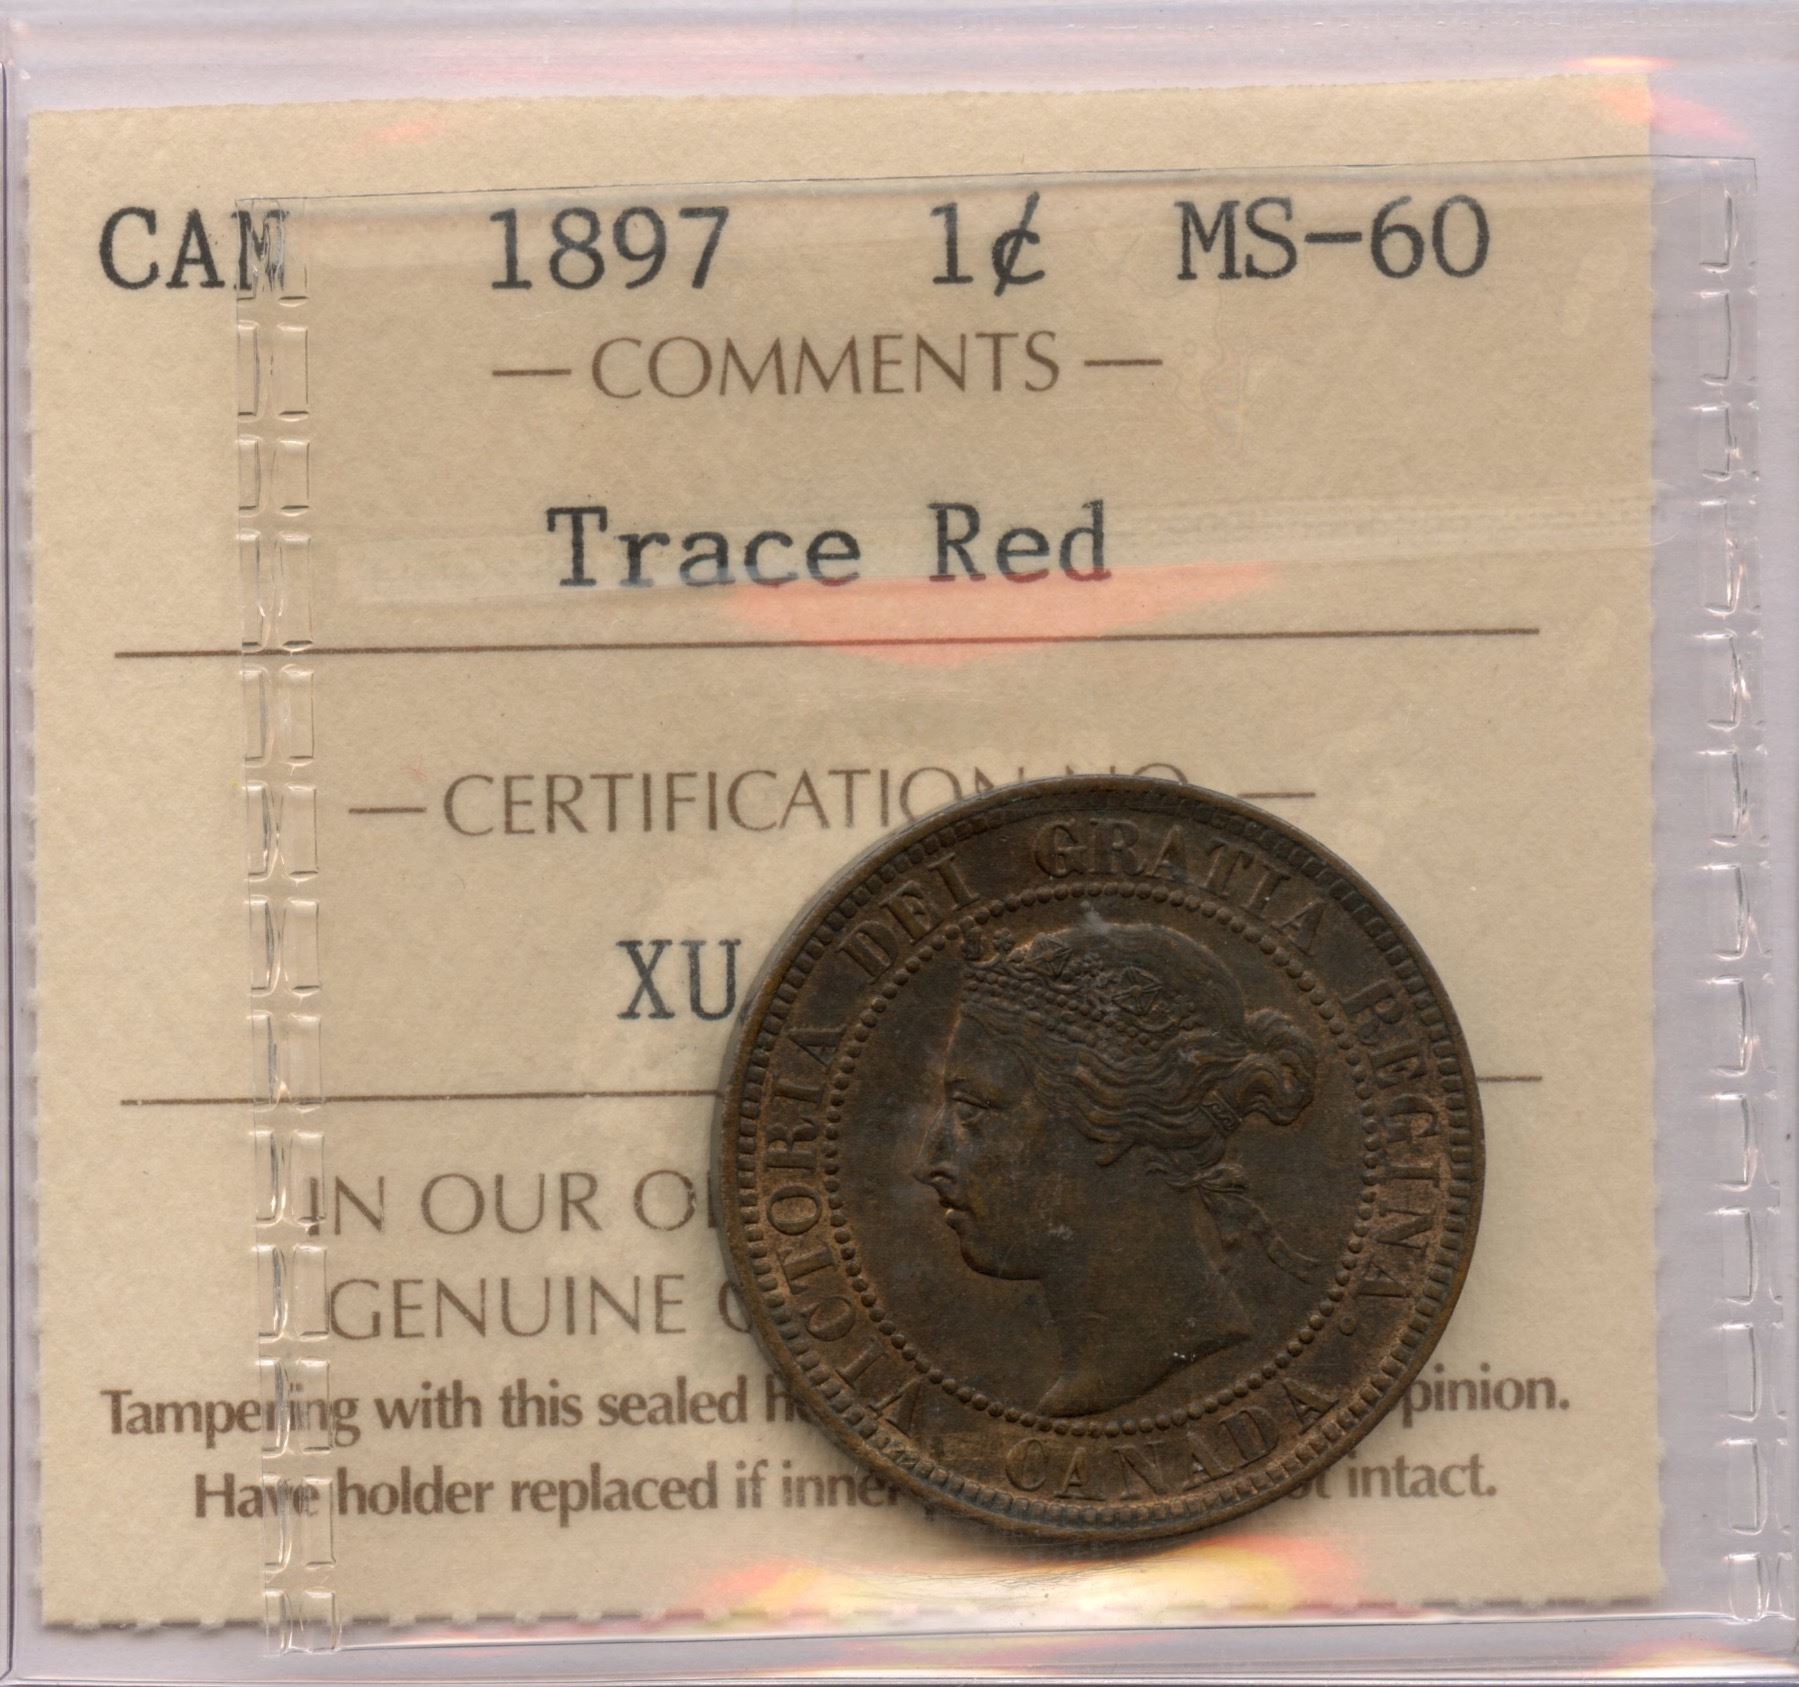 CAN 1897 1¢ MS-60
— COMMENTS —
Trace Red
— CERTIFICATION NO —
XU
IN OUR
GENUINE
Tampering with this sealed
Have holder replaced if inner intact.
VICTORIA DEI GRATIA REGINA.
CANADA